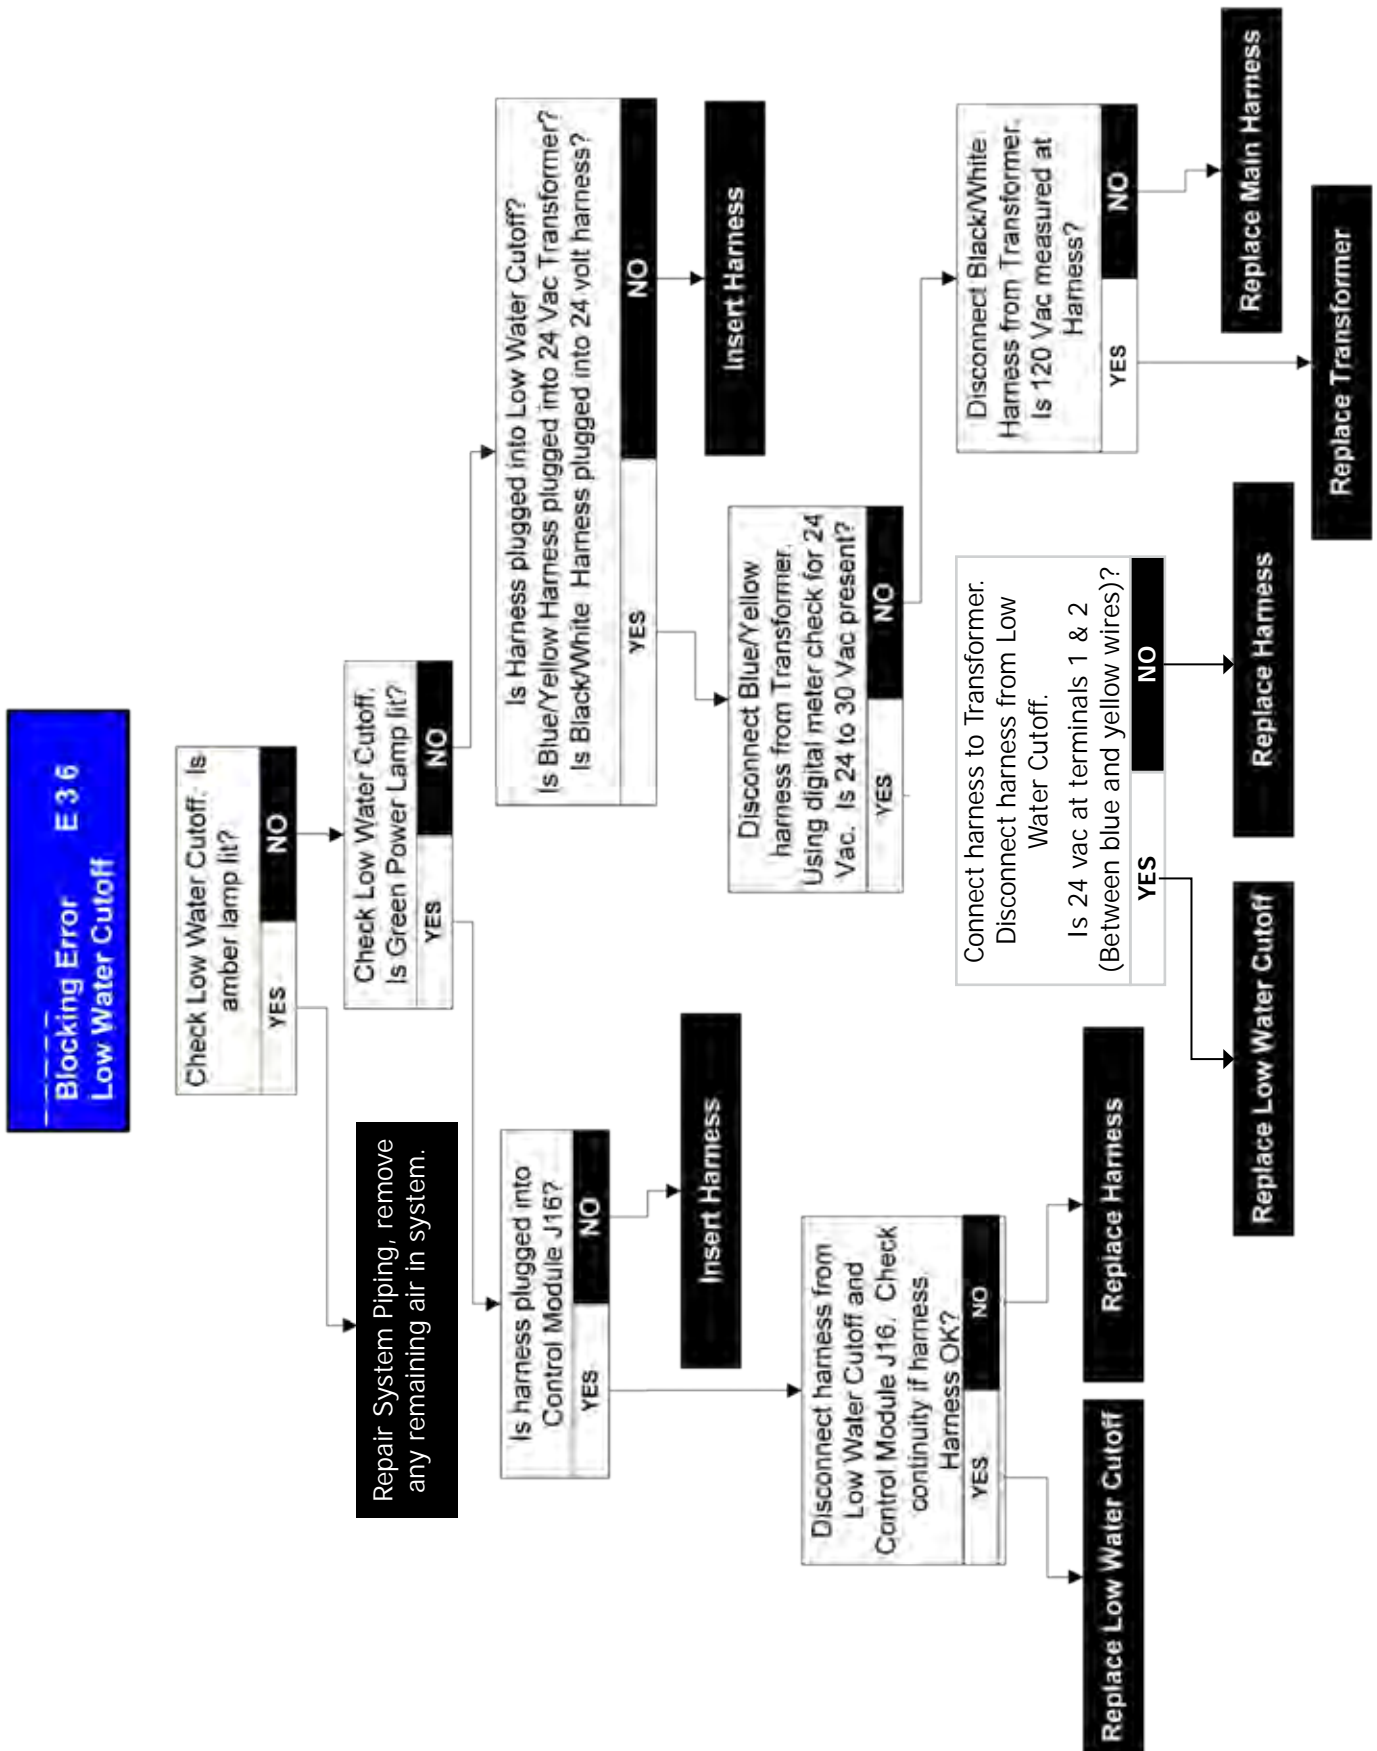 Blocking Error E 3 6
Low Water Cutoff
Check Low Water Cutoff. Is
amber lamp lit?
YES
NO
Repair System Piping, remove
any remaining air in system.
Check Low Water Cutoff.
Is Green Power Lamp lit?
YES
NO
Is harness plugged into
Control Module J16?
YES
NO
Insert Harness
Disconnect harness from
Low Water Cutoff and
Control Module J16. Check
continuity if harness.
Harness OK?
YES
NO
Replace Low Water Cutoff
Replace Harness
Is Harness plugged into Low Water Cutoff?
Is Blue/Yellow Harness plugged into 24 Vac Transformer?
Is Black/White Harness plugged into 24 volt harness?
YES
NO
Insert Harness
Disconnect Blue/Yellow
harness from Transformer.
Using digital meter check for 24
Vac. Is 24 to 30 Vac present?
YES
NO
Connect harness to Transformer.
Disconnect harness from Low
Water Cutoff.
Is 24 vac at terminals 1 & 2
(Between blue and yellow wires)?
YES
NO
Replace Low Water Cutoff
Replace Harness
Disconnect Black/White
Harness from Transformer.
Is 120 Vac measured at
Harness?
YES
NO
Replace Main Harness
Replace Transformer